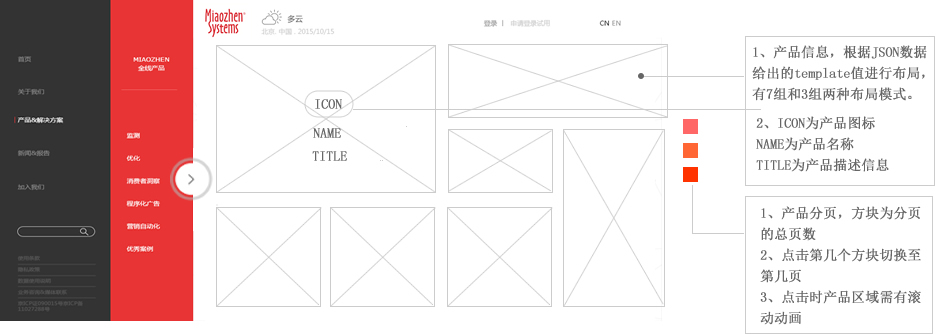 首页
关于我们
产品&解决方案
新闻&报告
加入我们
MIAOZHEN
全线产品
监测
优化
消费者洞察
程序化广告
营销自动化
优秀案例
Miaozhen
Systems
多云
北京, 中国 . 2015/10/15
登录 | 申请登录试用
CN EN
ICON
NAME
TITLE
1、产品信息，根据JSON数据
给出的template值进行布局，
有7组和3组两种布局模式。
2、ICON为产品图标
NAME为产品名称
TITLE为产品描述信息
1、产品分页，方块为分页
的总页数
2、点击第几个方块切换至
第几页
3、点击时产品区域需有滚
动动画